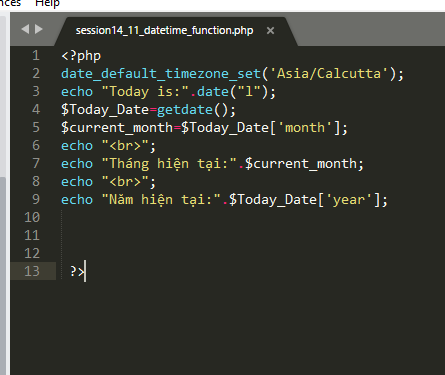 nces Help
session14_11_datetime_function.php ×
1 <?php
2 date_default_timezone_set('Asia/Calcutta');
3 echo "Today is:".date("l");
4 $Today_Date=getdate();
5 $current_month=$Today_Date['month'];
6 echo "<br>";
7 echo "Tháng hiện tại:".$current_month;
8 echo "<br>";
9 echo "Năm hiện tại:".$Today_Date['year'];
10
11
12
13 ?>